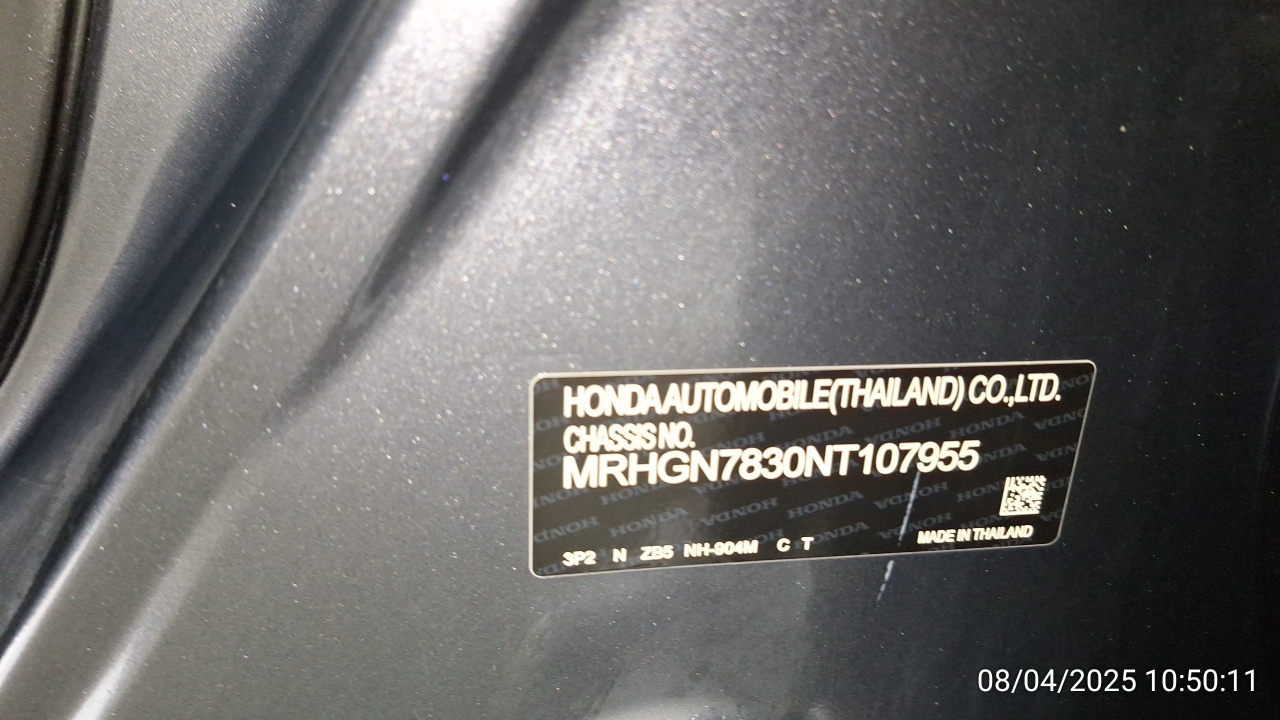 HONDA AUTOMOBILE(THAILAND) CO.,LTD.
CHASSIS NO.
MRHGN7830NT107955
3P2 N ZB5 NH-904M C T
MADE IN THAILAND
08/04/2025 10:50:11